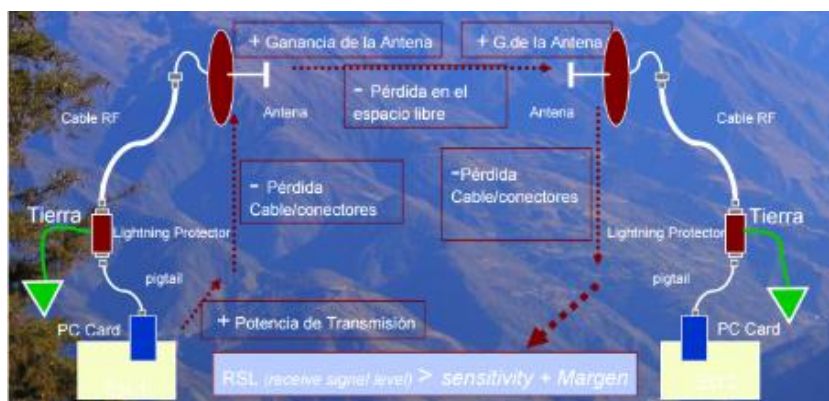 + Ganancia de la Antena
+ G.de la Antena
- Pérdida en el
espacio libre
Antena
Antena
Cable RF
Cable RF
- Pérdida
Cable/conectores
-Pérdida
Cable/conectores
Tierra
Tierra
Lightning Protector
Lightning Protector
pigtail
pigtail
PC Card
PC Card
+ Potencia de Transmisión
RSL (receive signal level) > sensitivity + Margen